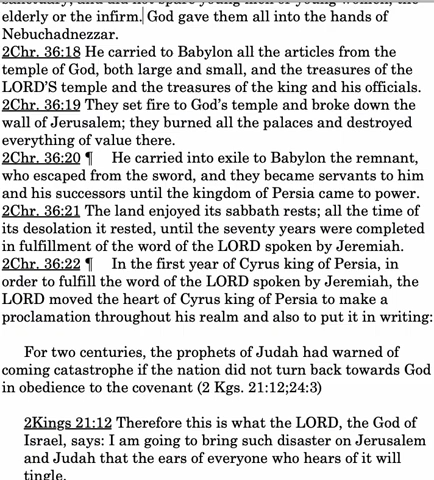 sanctuary, and did not spare young men or young women, the
elderly or the infirm. God gave them all into the hands of
Nebuchadnezzar.
2Chr. 36:18 He carried to Babylon all the articles from the
temple of God, both large and small, and the treasures of the
LORD’S temple and the treasures of the king and his officials.
2Chr. 36:19 They set fire to God’s temple and broke down the
wall of Jerusalem; they burned all the palaces and destroyed
everything of value there.
2Chr. 36:20 ¶ He carried into exile to Babylon the remnant,
who escaped from the sword, and they became servants to him
and his successors until the kingdom of Persia came to power.
2Chr. 36:21 The land enjoyed its sabbath rests; all the time of
its desolation it rested, until the seventy years were completed
in fulfillment of the word of the LORD spoken by Jeremiah.
2Chr. 36:22 ¶ In the first year of Cyrus king of Persia, in
order to fulfill the word of the LORD spoken by Jeremiah, the
LORD moved the heart of Cyrus king of Persia to make a
proclamation throughout his realm and also to put it in writing:
For two centuries, the prophets of Judah had warned of
coming catastrophe if the nation did not turn back towards God
in obedience to the covenant (2 Kgs. 21:12;24:3)
2Kings 21:12 Therefore this is what the LORD, the God of
Israel, says: I am going to bring such disaster on Jerusalem
and Judah that the ears of everyone who hears of it will
tingle.